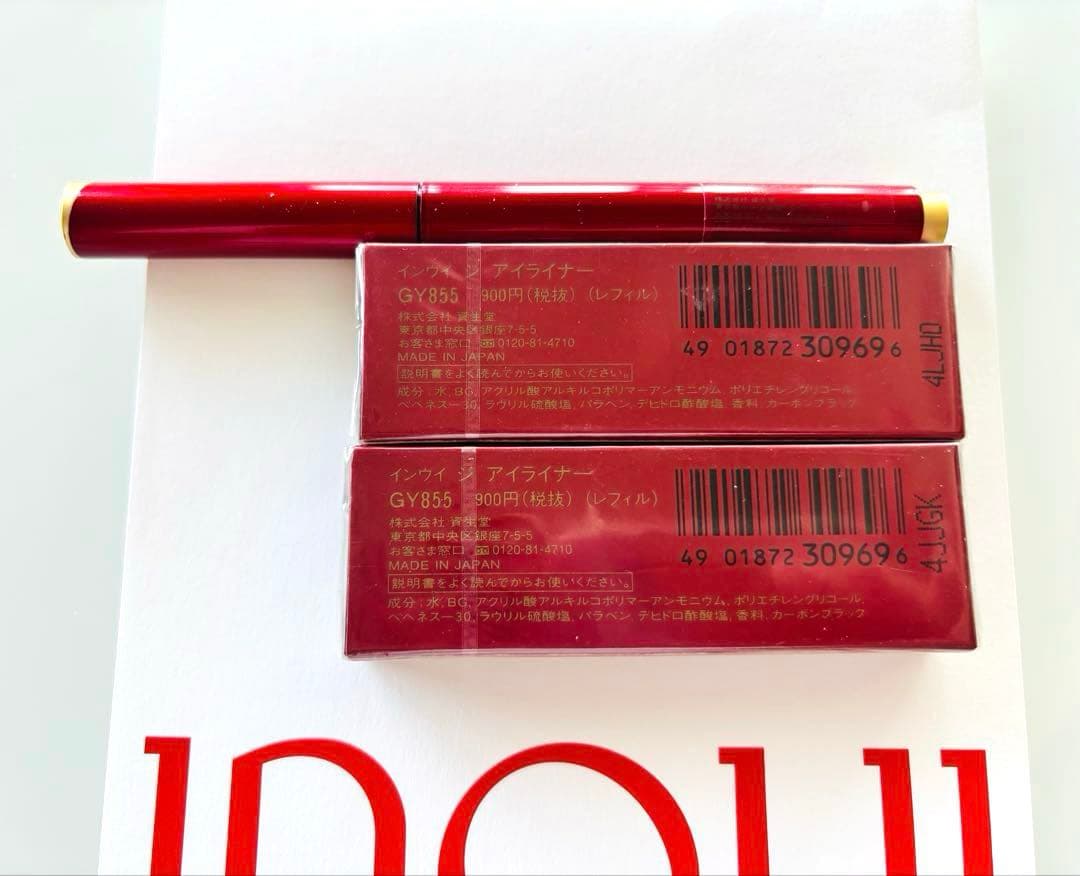 インウイ ジ アイライナー
GY855 900円(税抜) (レフィル)
株式会社 資生堂
東京都中央区銀座7-5-5
お客さま窓口 0120-81-4710
MADE IN JAPAN
説明書をよく読んでからお使いください。
成分:水,BG,アクリル酸アルキルコポリマーアンモニウム,ポリエチレングリコール,
ベヘネスー30,ラウリル硫酸塩,パラベン,デヒドロ酢酸塩,香料,カーボンブラック
49 01872 309696
4LJHD
インウイ ジ アイライナー
GY855 900円(税抜) (レフィル)
株式会社 資生堂
東京都中央区銀座7-5-5
お客さま窓口 0120-81-4710
MADE IN JAPAN
説明書をよく読んでからお使いください。
成分:水,BG,アクリル酸アルキルコポリマーアンモニウム,ポリエチレングリコール,
ベヘネスー30,ラウリル硫酸塩,パラベン,デヒドロ酢酸塩,香料,カーボンブラック
49 01872 309696
4JJGK
INOUI